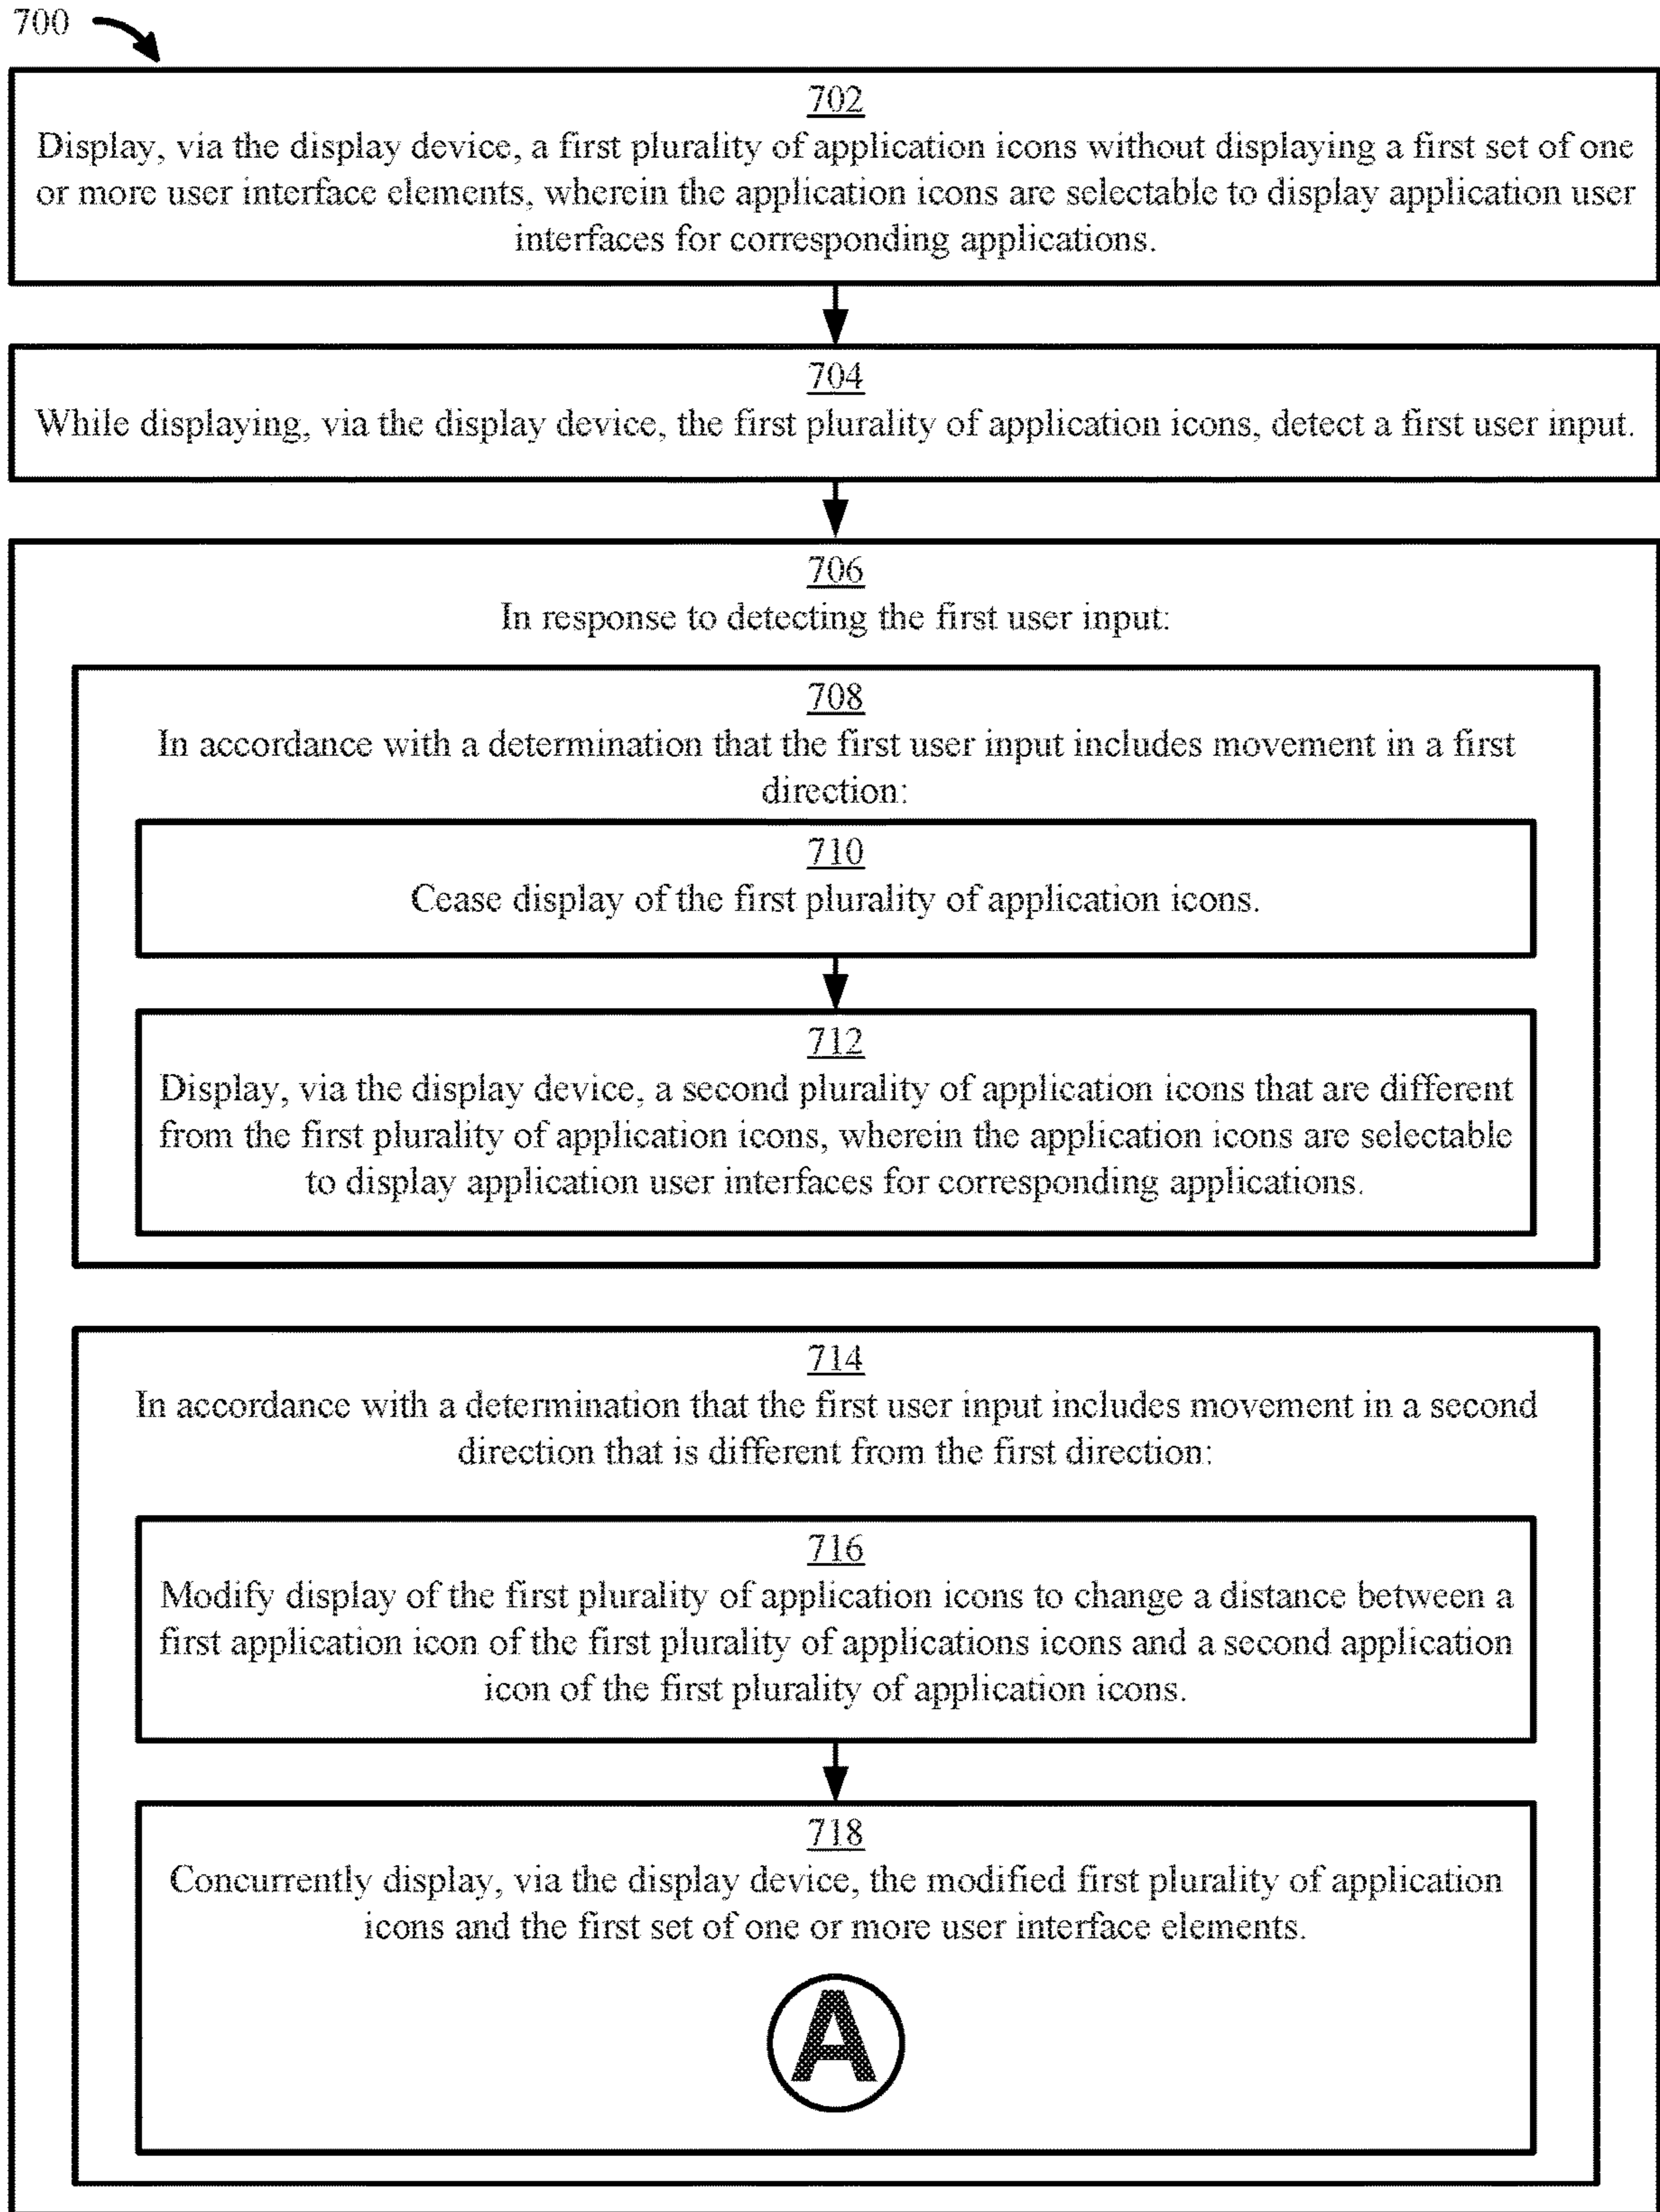 700
702
Display, via the display device, a first plurality of application icons without displaying a first set of one
or more user interface elements, wherein the application icons are selectable to display application user
interfaces for corresponding applications.
704
While displaying, via the display device, the first plurality of application icons, detect a first user input.
706
In response to detecting the first user input:
708
In accordance with a determination that the first user input includes movement in a first
direction:
710
Cease display of the first plurality of application icons.
712
Display, via the display device, a second plurality of application icons that are different
from the first plurality of application icons, wherein the application icons are selectable
to display application user interfaces for corresponding applications.
714
In accordance with a determination that the first user input includes movement in a second
direction that is different from the first direction:
716
Modify display of the first plurality of application icons to change a distance between a
first application icon of the first plurality of applications icons and a second application
icon of the first plurality of application icons.
718
Concurrently display, via the display device, the modified first plurality of application
icons and the first set of one or more user interface elements.
A